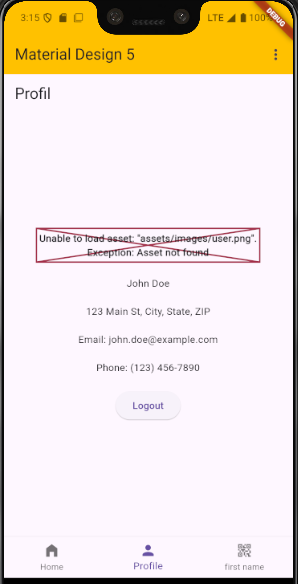 3:15 LTE 100%
DEBUG
Material Design 5
Profil
Unable to load asset: "assets/images/user.png".
Exception: Asset not found
John Doe
123 Main St, City, State, ZIP
Email: john.doe@example.com
Phone: (123) 456-7890
Logout
Home Profile first name